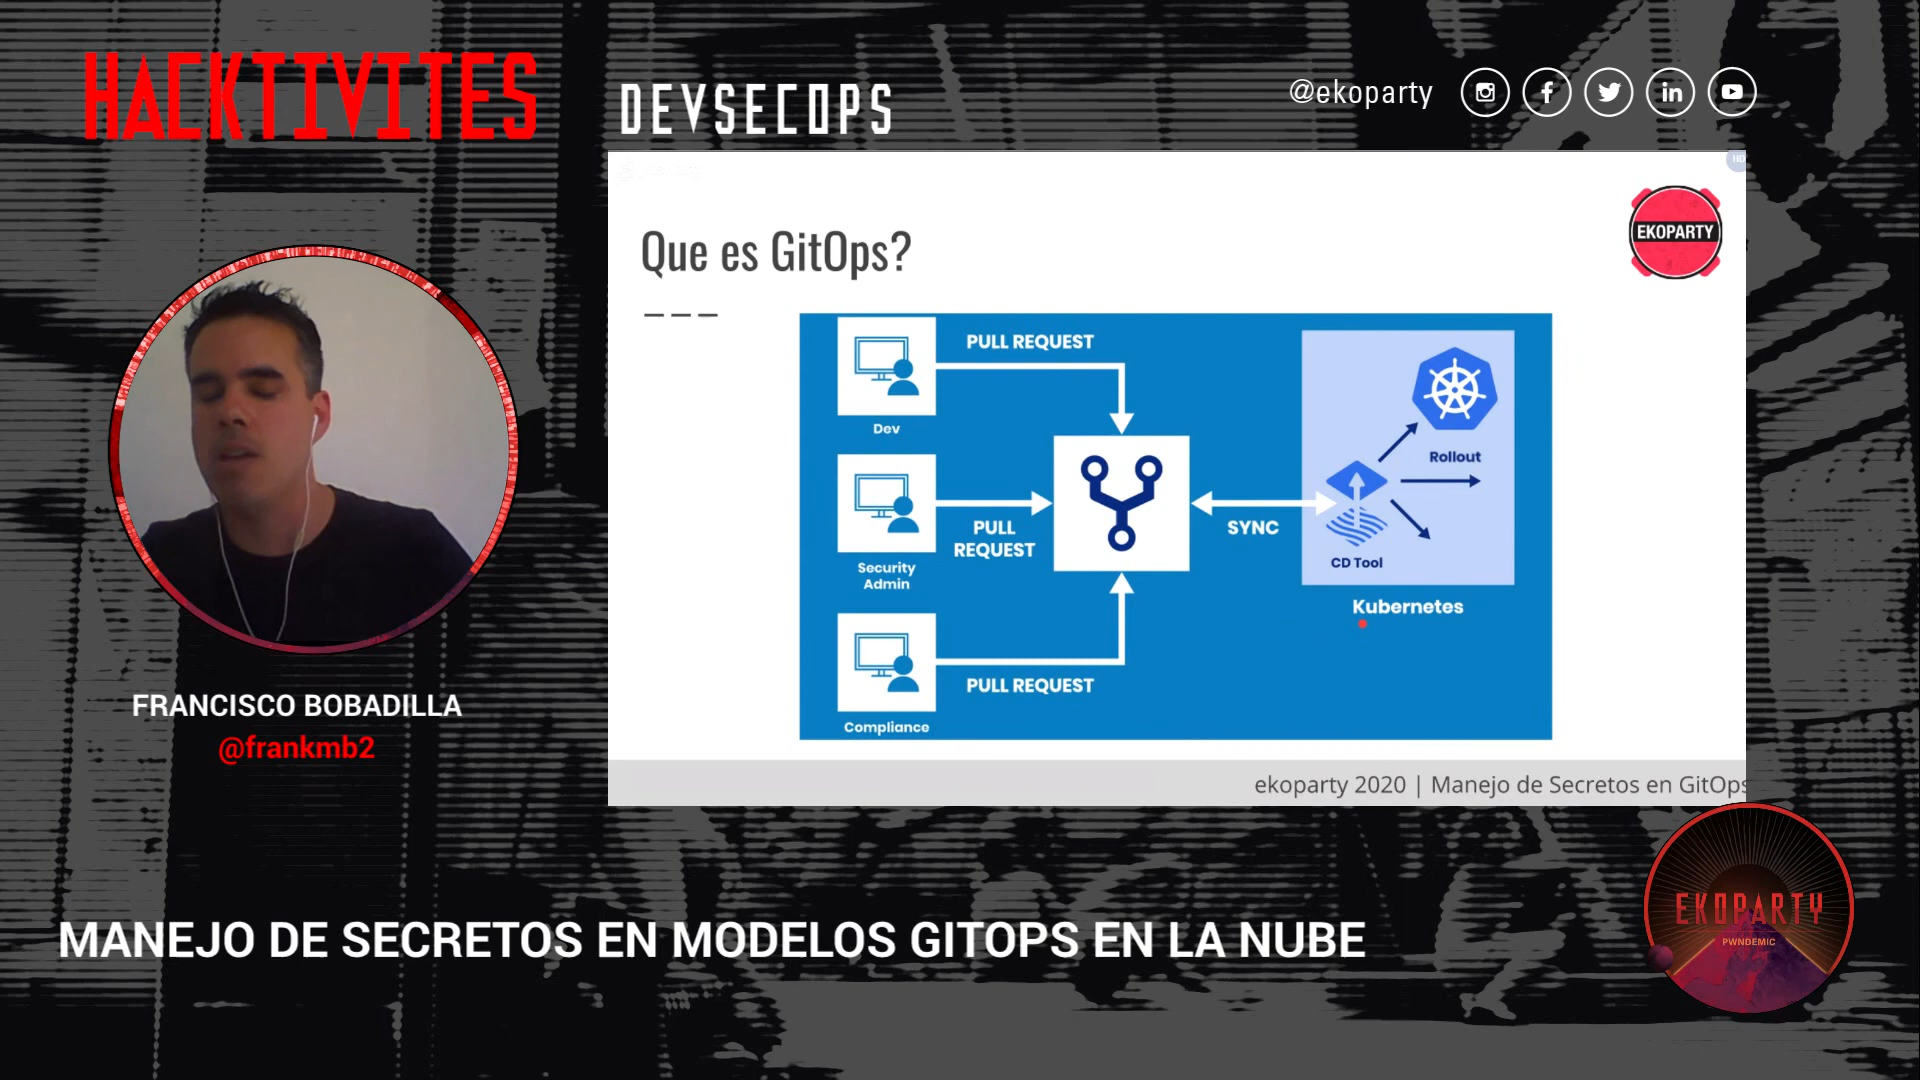 HACKTIVITES
DEVSECOPS
@ekoparty
HD
EKOPARTY
Que es GitOps?
PULL REQUEST
Dev
Rollout
PULL
REQUEST
SYNC
Security
Admin
CD Tool
Kubernetes
PULL REQUEST
Compliance
ekoparty 2020 | Manejo de Secretos en GitOps
FRANCISCO BOBADILLA
@frankmb2
EKOPARTY
PWNDEMIC
MANEJO DE SECRETOS EN MODELOS GITOPS EN LA NUBE